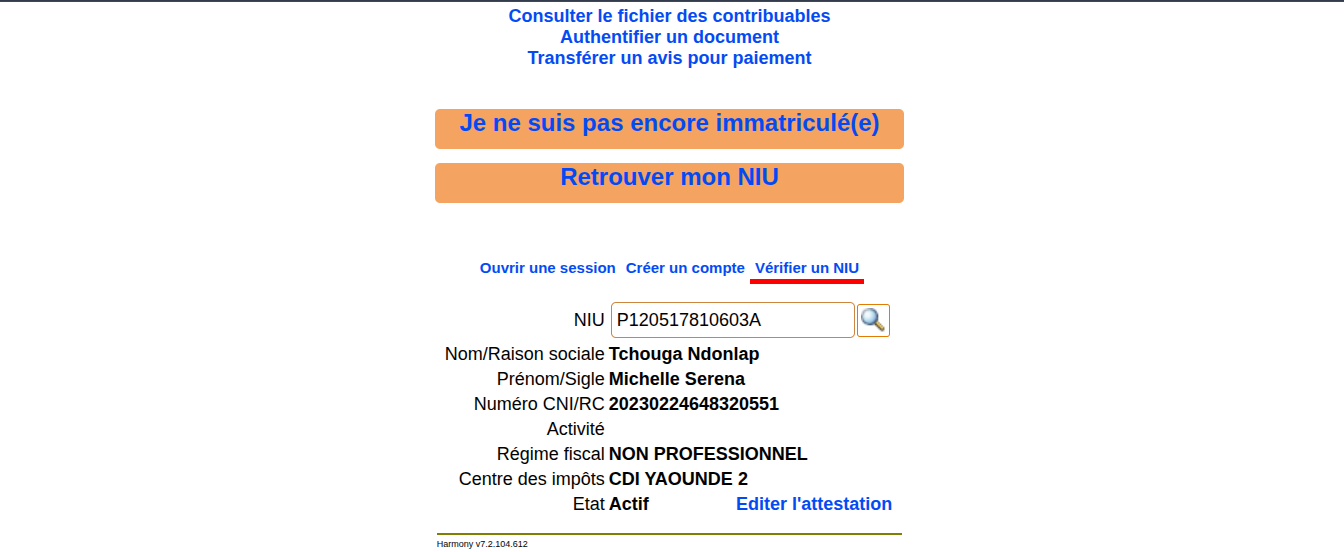 Consulter le fichier des contribuables
Authentifier un document
Transférer un avis pour paiement
Je ne suis pas encore immatriculé(e)
Retrouver mon NIU
Ouvrir une session Créer un compte Vérifier un NIU
NIU P120517810603A
Nom/Raison sociale Tchouga Ndonlap
Prénom/Sigle Michelle Serena
Numéro CNI/RC 20230224648320551
Activité
Régime fiscal NON PROFESSIONNEL
Centre des impôts CDI YAOUNDE 2
Etat Actif Editer l'attestation
Harmony v7.2.104.612